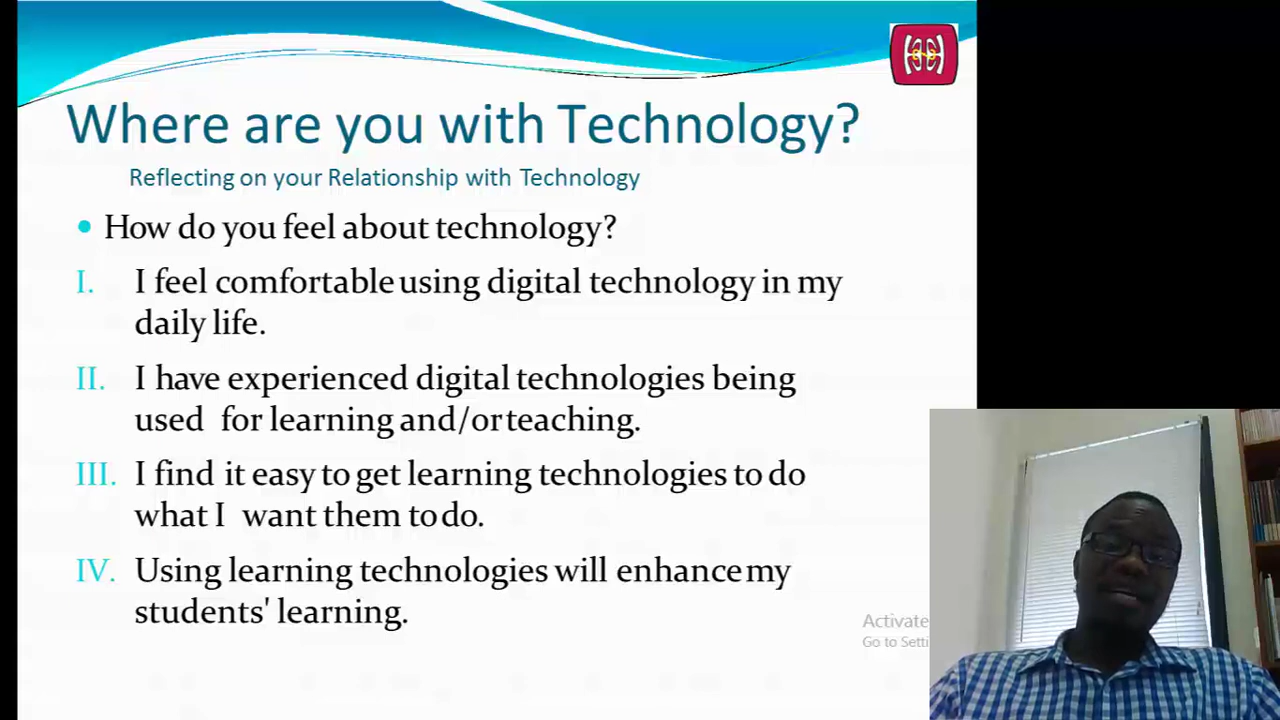 Where are you with Technology?
Reflecting on your Relationship with Technology
• How do you feel about technology?
I. I feel comfortable using digital technology in my
daily life.
II. I have experienced digital technologies being
used for learning and/or teaching.
III. I find it easy to get learning technologies to do
what I want them to do.
IV. Using learning technologies will enhance my
students' learning.
Activate
Go to Setti